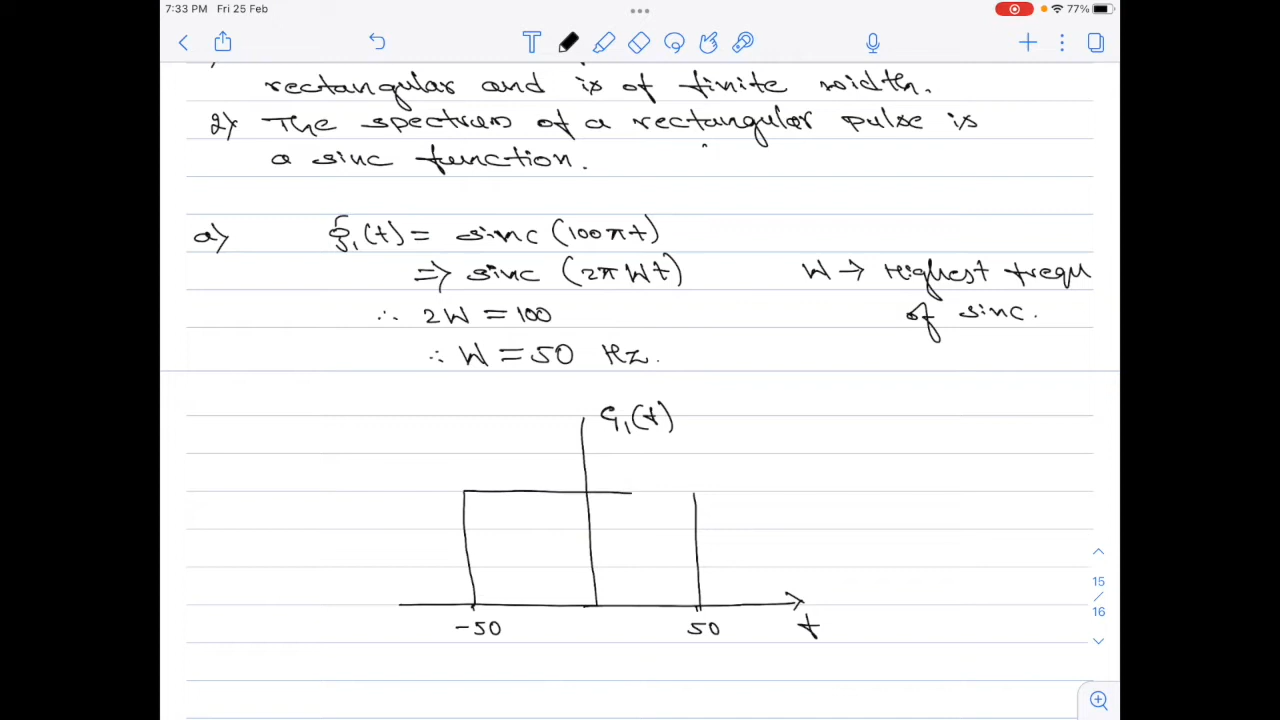 7:33 PM Fri 25 Feb
77%
rectangular and is of finite width.
2) The spectrum of a rectangular pulse is
a sinc function.
a) g₁(t) = sinc (100πt)
⇒ sinc (2πWt) W → Highest frequ
∴ 2W = 100 of sinc.
∴ W = 50 Hz.
G₁(f)
15
/
16
-50 50 f